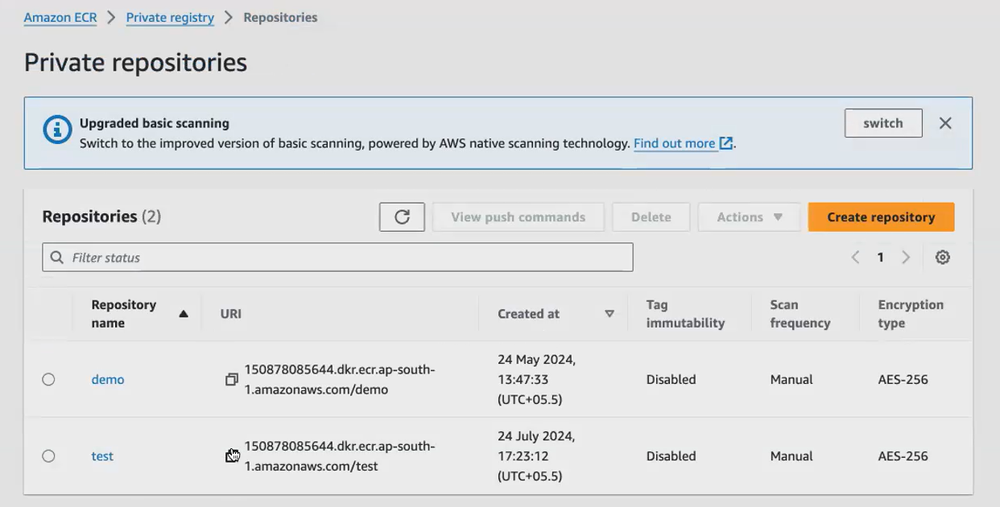 Amazon ECR > Private registry > Repositories
Private repositories
Upgraded basic scanning
Switch to the improved version of basic scanning, powered by AWS native scanning technology. Find out more.
switch
Repositories (2)
View push commands
Delete
Actions
Create repository
Filter status
1
Repository
name
URI
Created at
Tag
immutability
Scan
frequency
Encryption
type
demo
150878085644.dkr.ecr.ap-south-
1.amazonaws.com/demo
24 May 2024,
13:47:33
(UTC+05.5)
Disabled
Manual
AES-256
test
150878085644.dkr.ecr.ap-south-
1.amazonaws.com/test
24 July 2024,
17:23:12
(UTC+05.5)
Disabled
Manual
AES-256